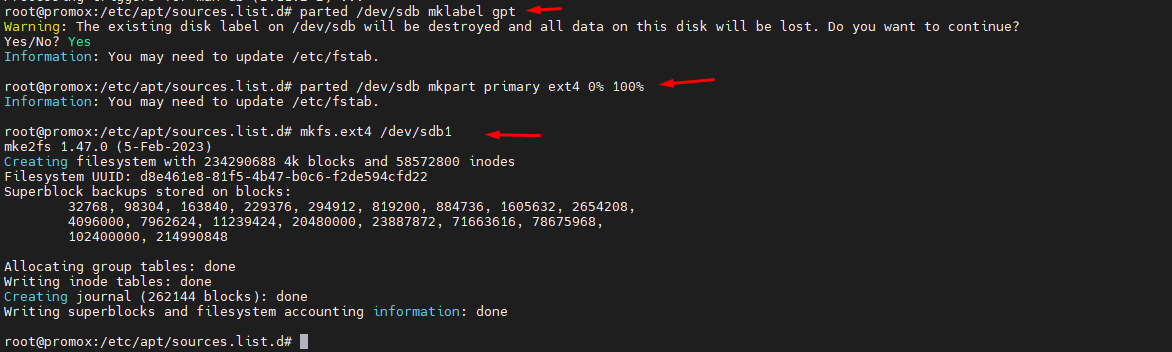 root@promox:/etc/apt/sources.list.d# parted /dev/sdb mklabel gpt
Warning: The existing disk label on /dev/sdb will be destroyed and all data on this disk will be lost. Do you want to continue?
Yes/No? Yes
Information: You may need to update /etc/fstab.
root@promox:/etc/apt/sources.list.d# parted /dev/sdb mkpart primary ext4 0% 100%
Information: You may need to update /etc/fstab.
root@promox:/etc/apt/sources.list.d# mkfs.ext4 /dev/sdb1
mke2fs 1.47.0 (5-Feb-2023)
Creating filesystem with 234290688 4k blocks and 58572800 inodes
Filesystem UUID: d8e461e8-81f5-4b47-b0c6-f2de594cfd22
Superblock backups stored on blocks:
32768, 98304, 163840, 229376, 294912, 819200, 884736, 1605632, 2654208,
4096000, 7962624, 11239424, 20480000, 23887872, 71663616, 78675968,
102400000, 214990848
Allocating group tables: done
Writing inode tables: done
Creating journal (262144 blocks): done
Writing superblocks and filesystem accounting information: done
root@promox:/etc/apt/sources.list.d#